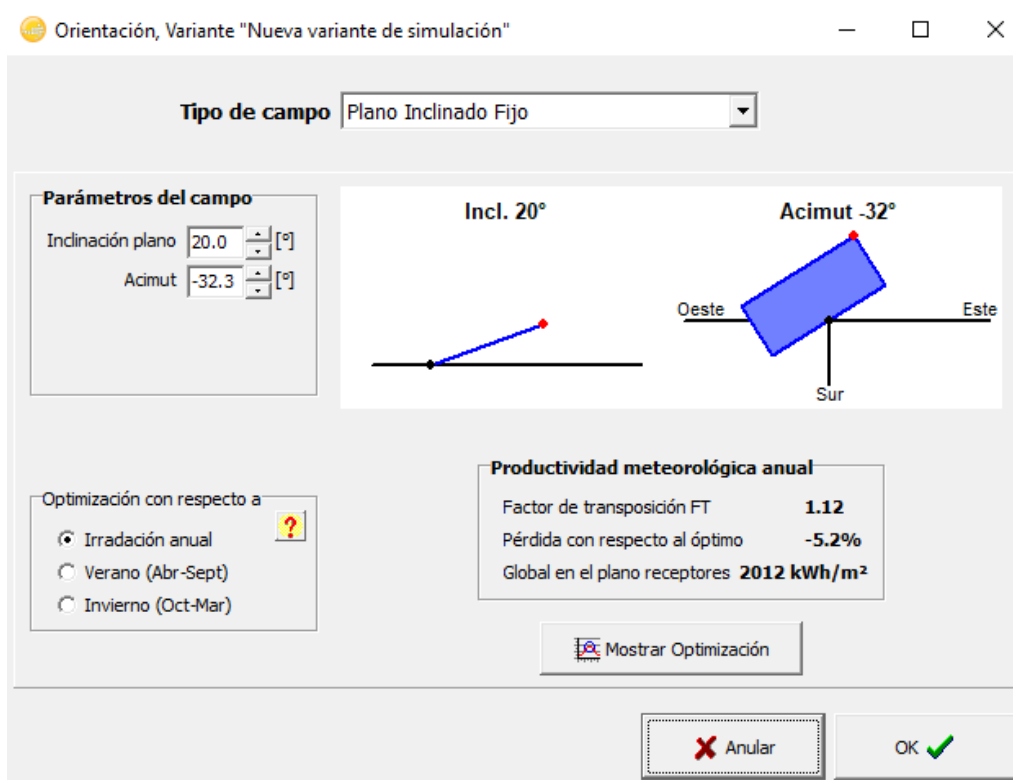 Orientación, Variante "Nueva variante de simulación"
Tipo de campo Plano Inclinado Fijo
Parámetros del campo
Inclinación plano 20.0 [°]
Acimut -32.3 [°]
Incl. 20°
Acimut -32°
Oeste
Este
Sur
Optimización con respecto a
?
Irradación anual
Verano (Abr-Sept)
Invierno (Oct-Mar)
Productividad meteorológica anual
Factor de transposición FT 1.12
Pérdida con respecto al óptimo -5.2%
Global en el plano receptores 2012 kWh/m²
Mostrar Optimización
Anular
OK